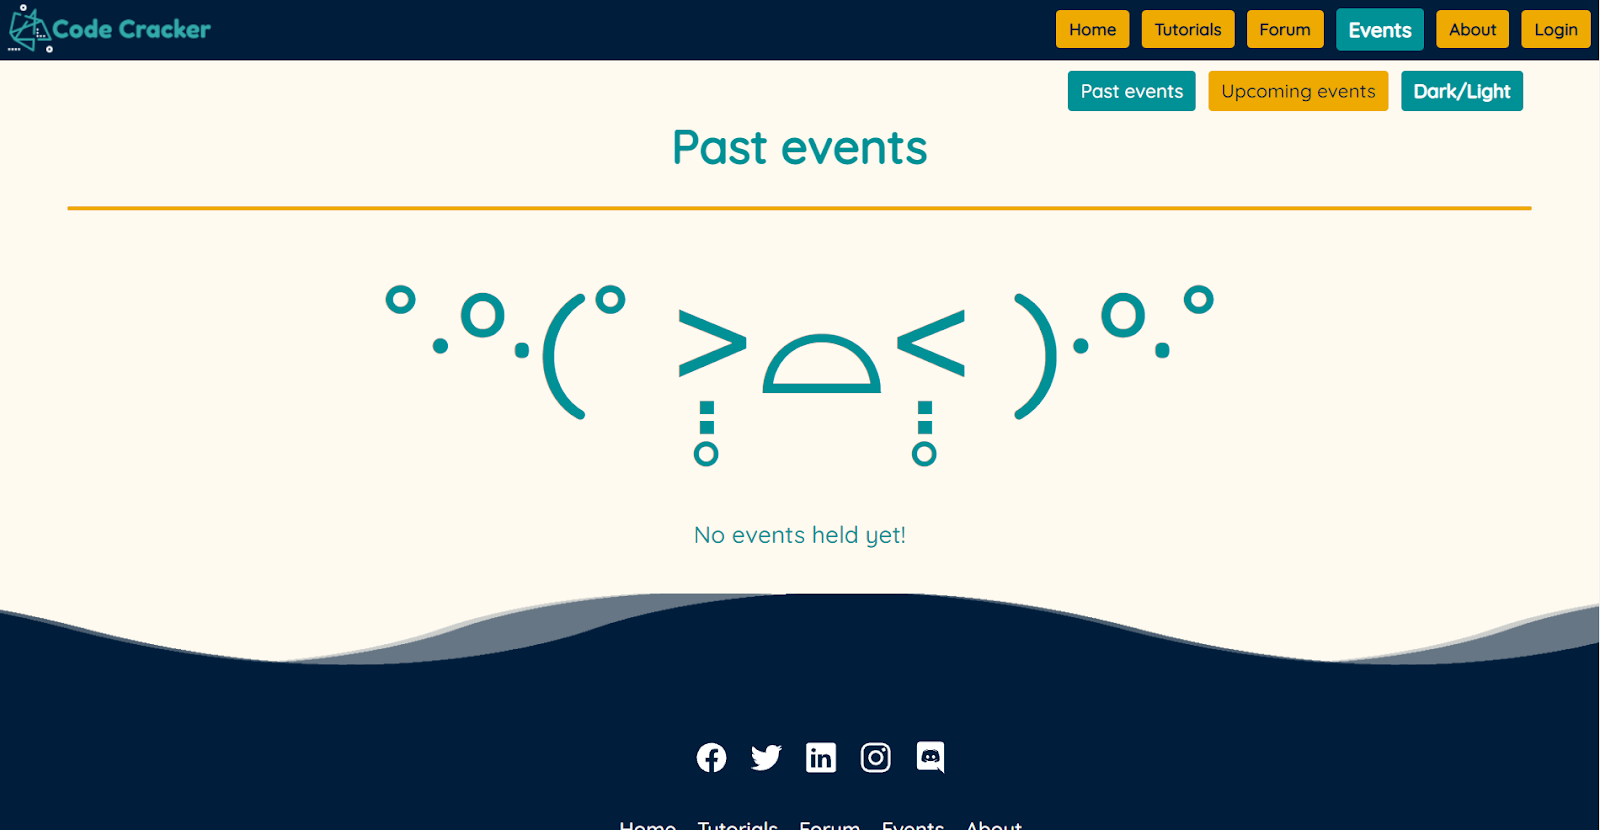 Code Cracker
Home Tutorials Forum Events About Login
Past events Upcoming events Dark/Light
Past events
No events held yet!
Home Tutorials Forum Events About